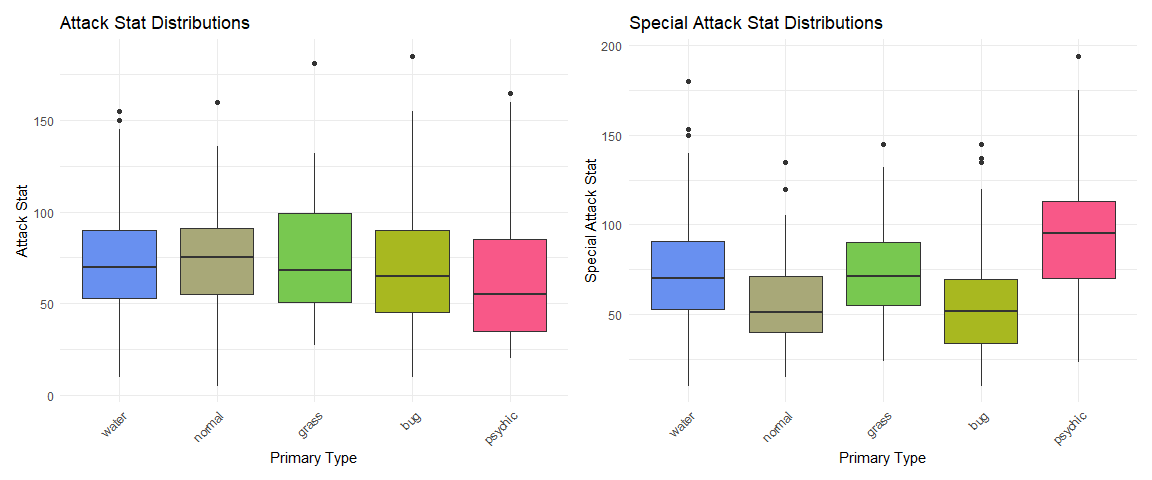 Attack Stat Distributions
Attack Stat
150
100
50
0
water
normal
grass
bug
psychic
Primary Type
Special Attack Stat Distributions
Special Attack Stat
200
150
100
50
water
normal
grass
bug
psychic
Primary Type